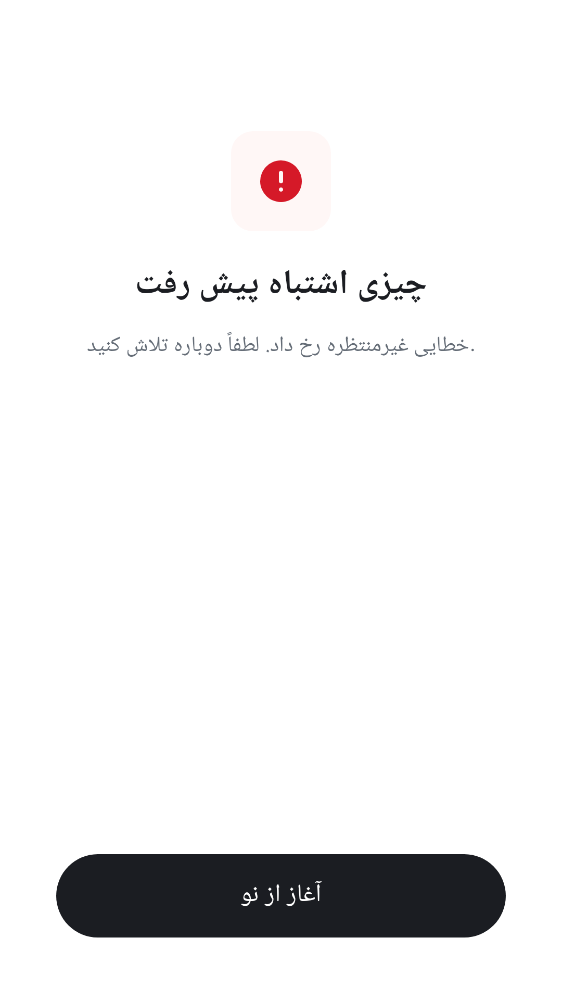 چیزی اشتباه پیش رفت
خطایی غیرمنتظره رخ داد. لطفاً دوباره تلاش کنید.
آغاز از نو